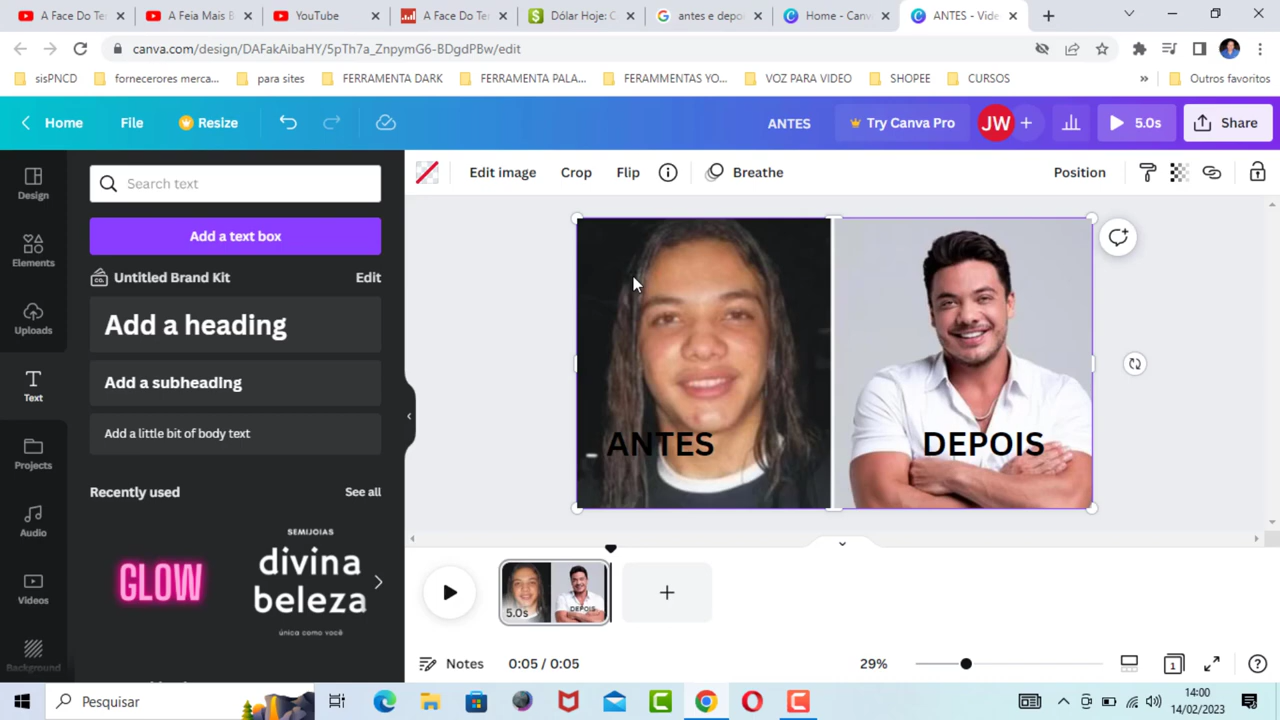 A Face Do Te
A Feia Mais B
YouTube
A Face Do Te
Dólar Hoje: C
antes e depo
Home - Canv
ANTES - Vide
canva.com/design/DAFakAibaHY/5pTh7a_ZnpymG6-BDgdPBw/edit
sisPNCD
fornecerores merca...
para sites
FERRAMENTA DARK
FERRAMENTA PALA...
FERAMMENTAS YO...
VOZ PARA VIDEO
SHOPEE
CURSOS
»
Outros favoritos
Home
File
Resize
ANTES
Try Canva Pro
JW
5.0s
Share
Design
Elements
Uploads
Text
Projects
Audio
Videos
Background
Search text
Add a text box
CO.
Untitled Brand Kit
Edit
Add a heading
Add a subheading
Add a little bit of body text
Recently used
See all
GLOW
SEMIJOIAS
divina
beleza
única como você
Edit image
Crop
Flip
Breathe
Position
ANTES
DEPOIS
5.0s
DEPOIS
Notes
0:05 / 0:05
29%
1
Pesquisar
14:00
14/02/2023